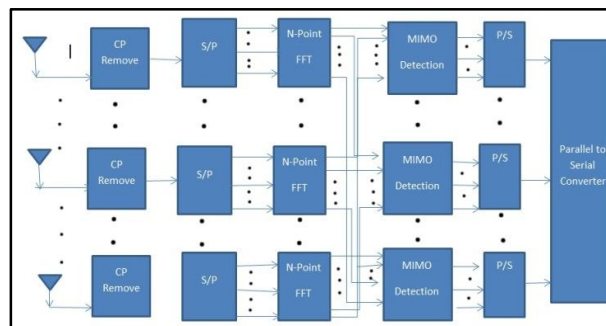 CP
Remove
S/P
N-Point
FFT
MIMO
Detection
P/S
CP
Remove
S/P
N-Point
FFT
MIMO
Detection
P/S
Parallel to
Serial
Converter
CP
Remove
S/P
N-Point
FFT
MIMO
Detection
P/S